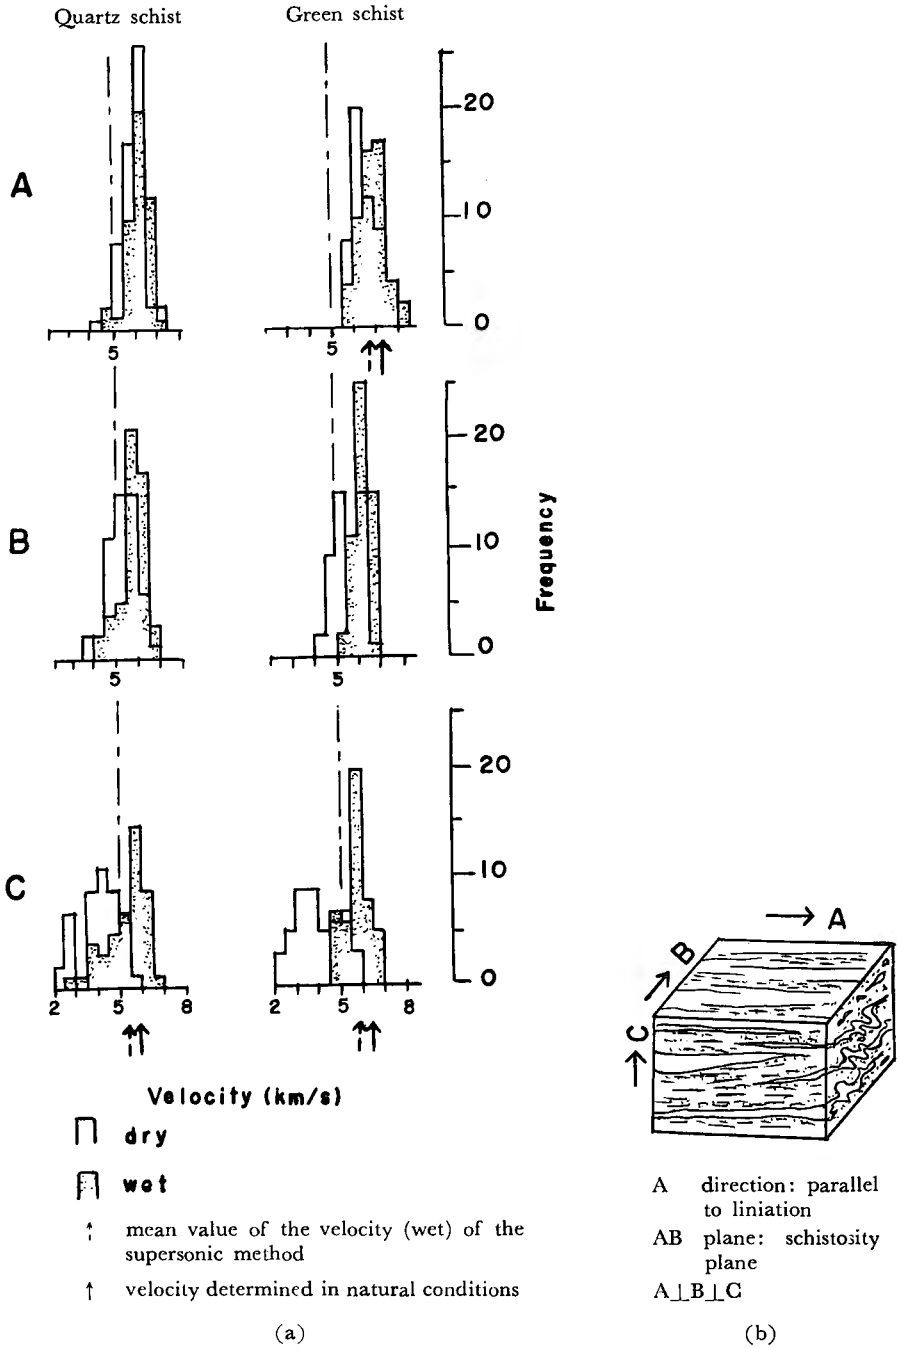 Quartz schist Green schist
A
20
10
0
5 5
B
20
10
0
5 5
Frequency
C
20
10
0
2 5 8 2 5 8
Velocity (km/s)
dry
wet
mean value of the velocity (wet) of the
supersonic method
velocity determined in natural conditions
(a)
A
B
C
A direction: parallel
to liniation
AB plane: schistosity
plane
A⊥B⊥C
(b)